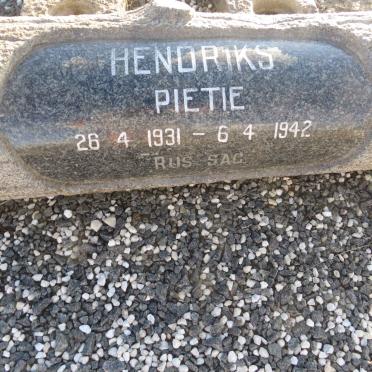 HENDRIKS
PIETIE
26 4 1931 - 6 4 1942
RUS SAG